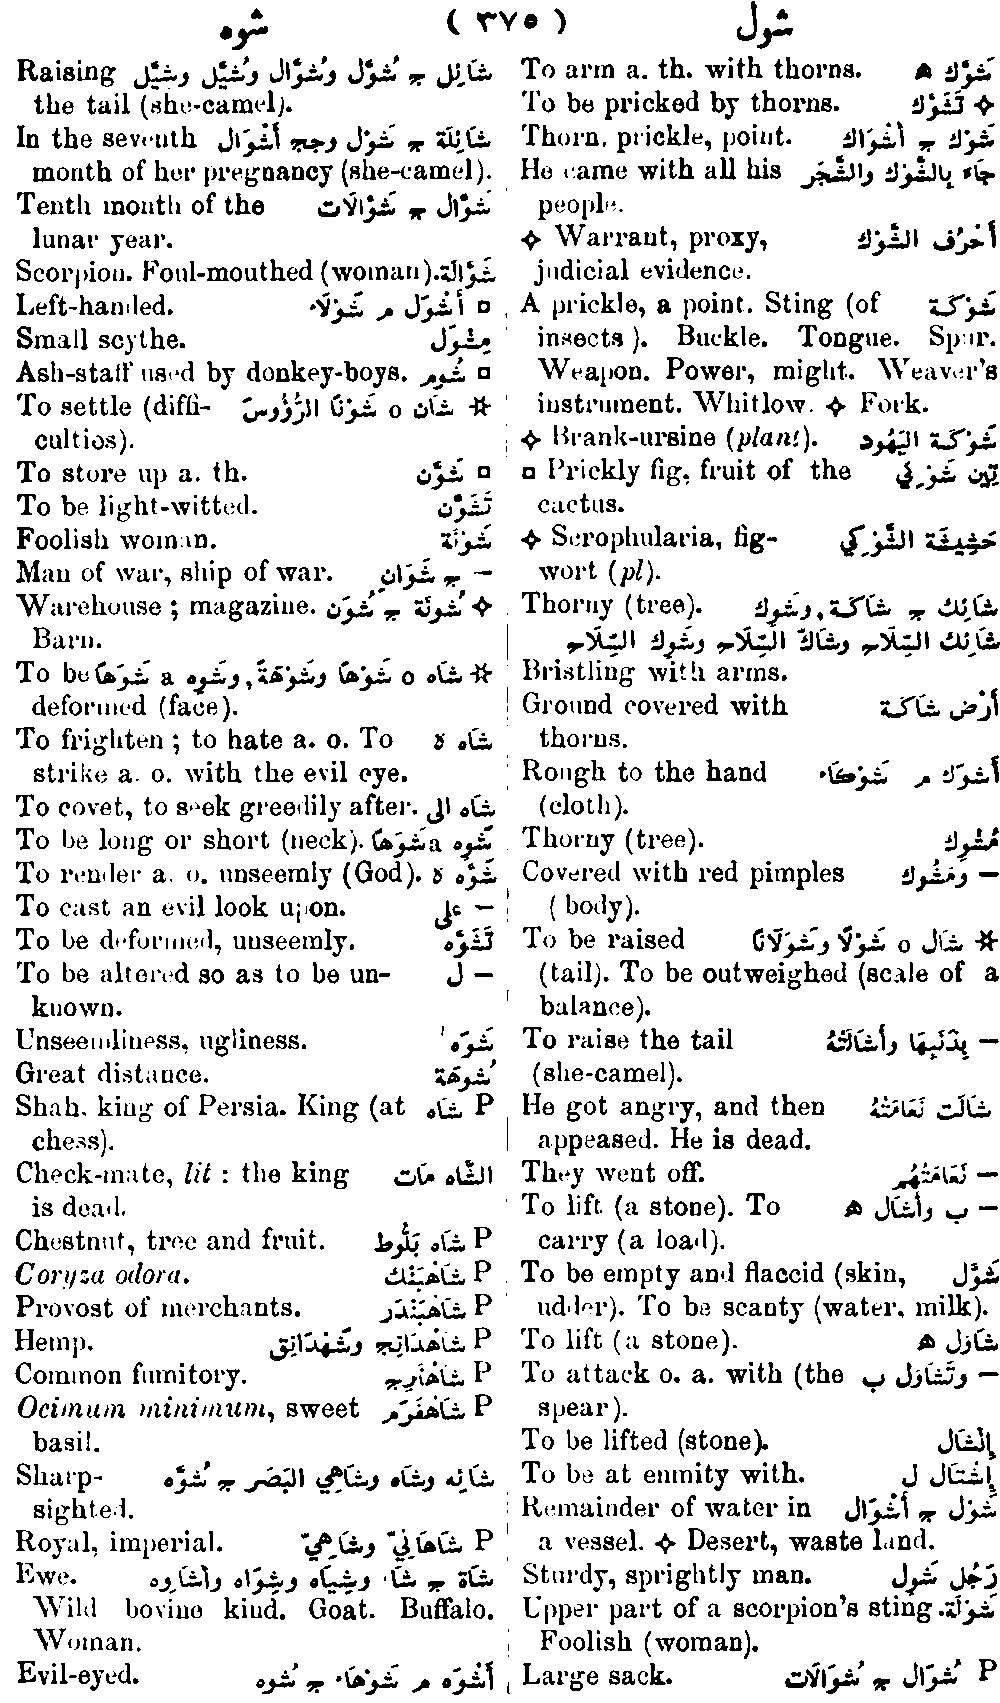 شوه ( ٣٧٥ ) شول
To arm a. th. with thorns. شَوَّك ه
To be pricked by thorns. ✧ تَشَوَّك
Thorn, prickle, point. شَوْك ج أَشْوَاك
He came with all his جَاءَ بِالشَّوْك والشَّجَر
people.
✧ Warrant, proxy, أَحْرُف الشَّوْك
judicial evidence.
A prickle, a point. Sting (of شَوْكَة
insects). Buckle. Tongue. Spur.
Weapon. Power, might. Weaver's
instrument. Whitlow. ✧ Fork.
✧ Brank-ursine (plant). شَوْكَة اليَهُود
▫ Prickly fig, fruit of the تِين شَوْكِي
cactus.
✧ Scrophularia, fig- حَشِيشَة الشَّوْكِي
wort (pl).
Thorny (tree). شَائِك ج شَاكَة, وشَوِك
شَائِك السِّلَاح وشَاكُ السِّلَاح وشَوِك السِّلَاح
Bristling with arms.
Ground covered with أَرْض شَاكَة
thorns.
Rough to the hand أَشْوَك م شَوْكَاء
(cloth).
Thorny (tree). مُشْوِك
Covered with red pimples – ومَشُوك
(body).
To be raised ☆ شَال o شَوْلًا وشَوَلَانًا
(tail). To be outweighed (scale of a
balance).
To raise the tail – بِذَنَبِهَا وأَشَالَتْهُ
(she-camel).
He got angry, and then شَالَت نَعَامَتُهُ
appeased. He is dead.
They went off. – نَعَامَتُهُم
To lift (a stone). To – ب وأَشَال ه
carry (a load).
To be empty and flaccid (skin, شَوَّل
udder). To be scanty (water, milk).
To lift (a stone). شَاوَل ه
To attack o. a. with (the – وتَشَاوَل ب
spear).
To be lifted (stone). إِنْشَال
To be at enmity with. إِشْتَال ل
Remainder of water in شَوْل ج أَشْوَال
a vessel. ✧ Desert, waste land.
Sturdy, sprightly man. رَجُل شَوِل
Upper part of a scorpion's sting. شَوْلَة
Foolish (woman).
Large sack. P شُوَال ج شُوَالَات
Raising شَائِل ج شُوَّل وشُوَّال وشُيَّل وشِيَّل
the tail (she-camel).
In the seventh شَائِلَة ج شَوْل وجج أَشْوَال
month of her pregnancy (she-camel).
Tenth month of the شَوَّال ج شَوَّالَات
lunar year.
Scorpion. Foul-mouthed (woman). شَوَّالَة
Left-handed. ▫ أَشْوَل م شَوْلَاء
Small scythe. مِشْوَل
Ash-staff used by donkey-boys. ▫ شُوم
To settle (diffi- ☆ شَان o شَوْنًا الرُّؤُوسَ
culties).
To store up a. th. ▫ شَوَّن
To be light-witted. تَشَوَّن
Foolish woman. شَوْنَة
Man of war, ship of war. – ج شَوَانٍ
Warehouse ; magazine. ✧ شُونَة ج شُوَن
Barn.
To be ☆ شَاه o شَوْهًا وشَوْهَةً, وشَوِه a شَوَهًا
deformed (face).
To frighten ; to hate a. o. To شَاه ه
strike a. o. with the evil eye.
To covet, to seek greedily after. شَاه الى
To be long or short (neck). شَوِه a شَوَهًا
To render a. o. unseemly (God). شَوَّه ه
To cast an evil look upon. – على
To be deformed, unseemly. تَشَوَّه
To be altered so as to be un- – ل
known.
Unseemliness, ugliness. شَوَه
Great distance. شُوهَة
Shah, king of Persia. King (at P شَاه
chess).
Check-mate, lit : the king الشَّاه مَات
is dead.
Chestnut, tree and fruit. P شَاه بَلُّوط
Coryza odora. P شَاهْبَنْك
Provost of merchants. P شَاهْبَنْدَر
Hemp. P شَاهْدَانِج وشَهْدَانِق
Common fumitory. P شَاهْتَرِج
Ocimum minimum, sweet P شَاهْفَرَم
basil.
Sharp- شَائِه وشَاه وشَاهِي البَصَر ج شُوَّه
sighted.
Royal, imperial. P شَاهَانِيّ وشَاهِيّ
Ewe. شَاة ج شَاء وشِيَاه وشِوَاه وأَشَاوِه
Wild bovine kind. Goat. Buffalo.
Woman.
Evil-eyed. أَشْوَه م شَوْهَاء ج شُوه